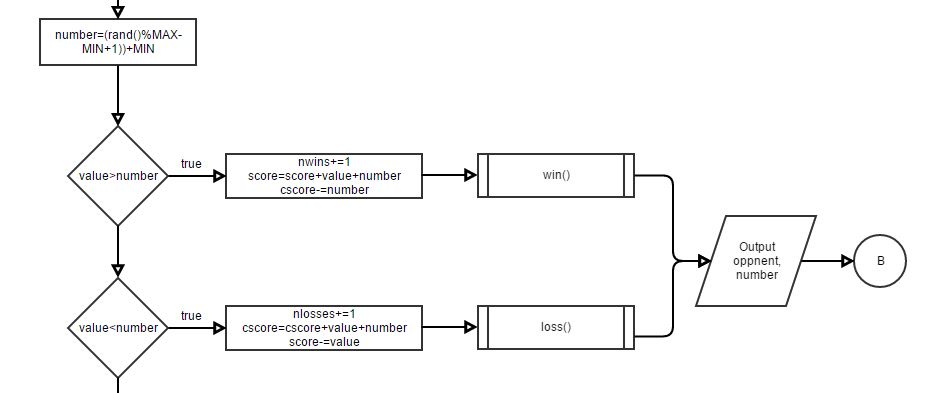 number=(rand()%MAX-
MIN+1))+MIN
value>number
true
nwins+=1
score=score+value+number
cscore-=number
win()
Output
oppnent,
number
B
value<number
true
nlosses+=1
cscore=cscore+value+number
score-=value
loss()